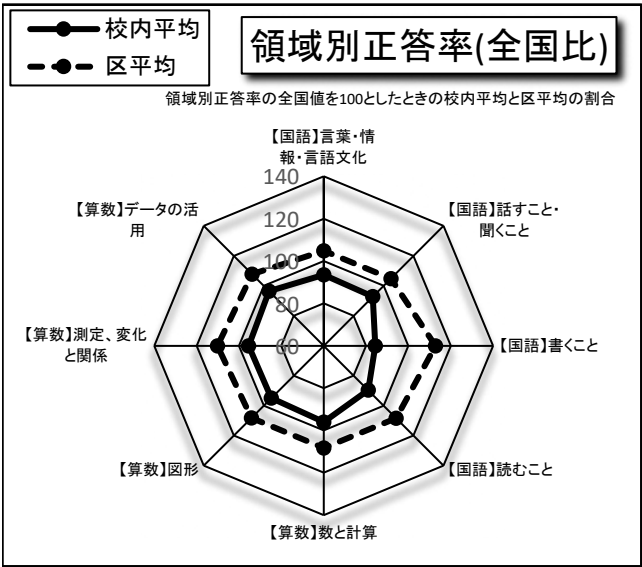 校内平均
区平均
領域別正答率(全国比)
領域別正答率の全国値を100としたときの校内平均と区平均の割合
【国語】言葉・情
報・言語文化
【国語】話すこと・
聞くこと
【国語】書くこと
【国語】読むこと
【算数】数と計算
【算数】図形
【算数】測定、変化
と関係
【算数】データの活
用
140
120
100
80
60